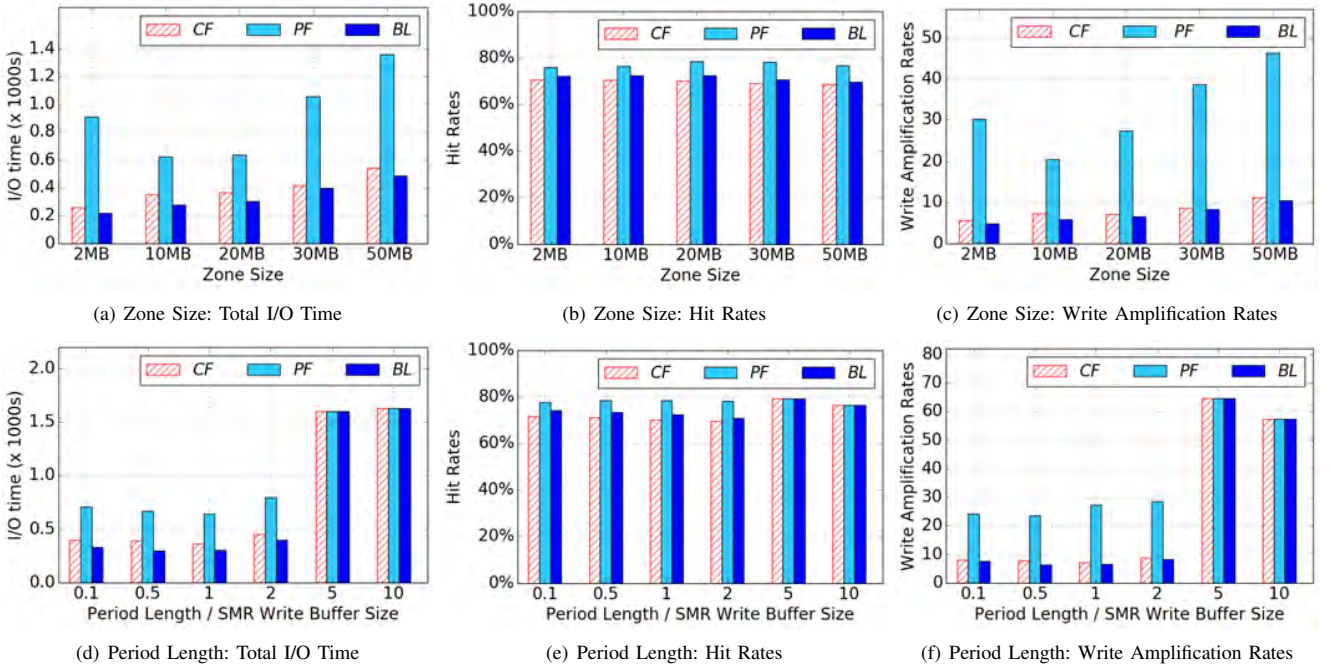 CF PF BL
I/O time (x 1000s)
1.4
1.2
1.0
0.8
0.6
0.4
0.2
0
2MB 10MB 20MB 30MB 50MB
Zone Size
(a) Zone Size: Total I/O Time
CF PF BL
Hit Rates
100%
80%
60%
40%
20%
0%
2MB 10MB 20MB 30MB 50MB
Zone Size
(b) Zone Size: Hit Rates
CF PF BL
Write Amplification Rates
50
40
30
20
10
0
2MB 10MB 20MB 30MB 50MB
Zone Size
(c) Zone Size: Write Amplification Rates
CF PF BL
I/O time (x 1000s)
2.0
1.5
1.0
0.5
0.0
0.1 0.5 1 2 5 10
Period Length / SMR Write Buffer Size
(d) Period Length: Total I/O Time
CF PF BL
Hit Rates
100%
80%
60%
40%
20%
0%
0.1 0.5 1 2 5 10
Period Length / SMR Write Buffer Size
(e) Period Length: Hit Rates
CF PF BL
Write Amplification Rates
80
70
60
50
40
30
20
10
0
0.1 0.5 1 2 5 10
Period Length / SMR Write Buffer Size
(f) Period Length: Write Amplification Rates